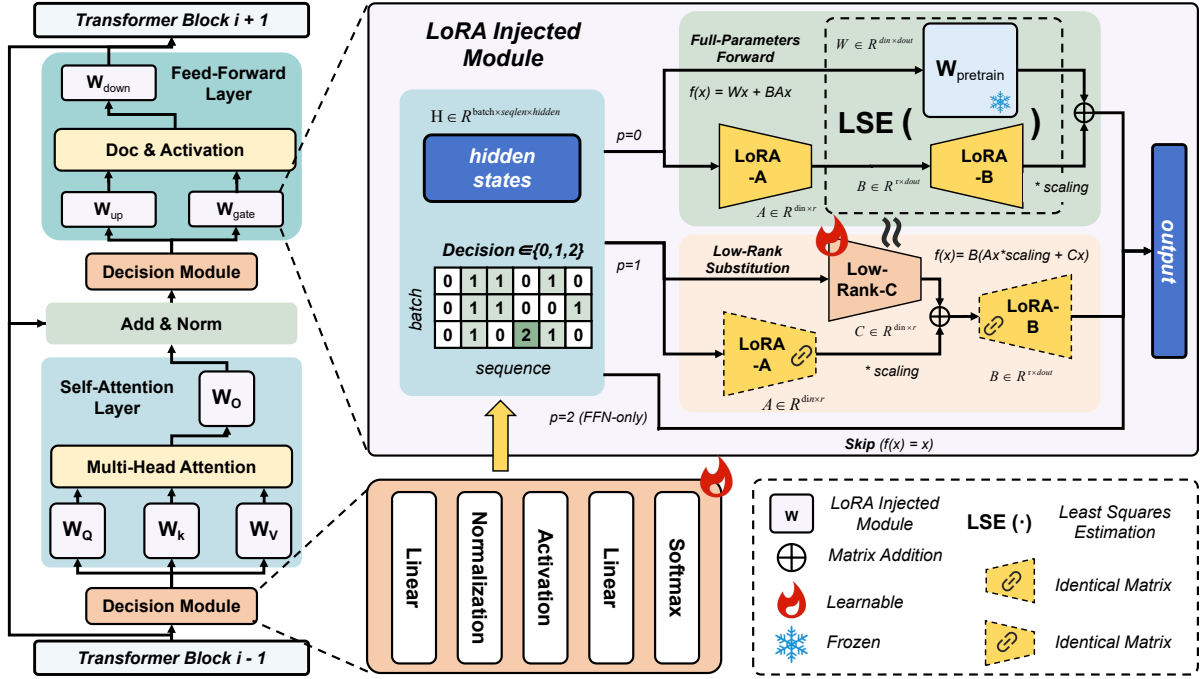 Transformer Block i + 1
Feed-Forward
Layer
W_down
Doc & Activation
W_up
W_gate
Decision Module
Add & Norm
Self-Attention
Layer
W_O
Multi-Head Attention
W_Q
W_k
W_V
Decision Module
Transformer Block i - 1
LoRA Injected
Module
H ∈ R^batch×seqlen×hidden
hidden
states
Decision ∈{0,1,2}
batch
0 1 1 0 1 0
0 1 1 0 0 1
0 1 0 2 1 0
sequence
p=0
p=1
p=2 (FFN-only)
Full-Parameters
Forward
f(x) = Wx + BAx
W ∈ R^din×dout
W_pretrain
LSE ( )
LoRA
-A
A ∈ R^din×r
B ∈ R^r×dout
LoRA
-B
* scaling
Low-Rank
Substitution
Low-
Rank-C
f(x)= B(Ax*scaling + Cx)
C ∈ R^din×r
LoRA
-A
A ∈ R^din×r
* scaling
LoRA-
B
B ∈ R^r×dout
Skip (f(x) = x)
output
Linear
Normalization
Activation
Linear
Softmax
W
LoRA Injected
Module
Matrix Addition
Learnable
Frozen
LSE (·)
Least Squares
Estimation
Identical Matrix
Identical Matrix